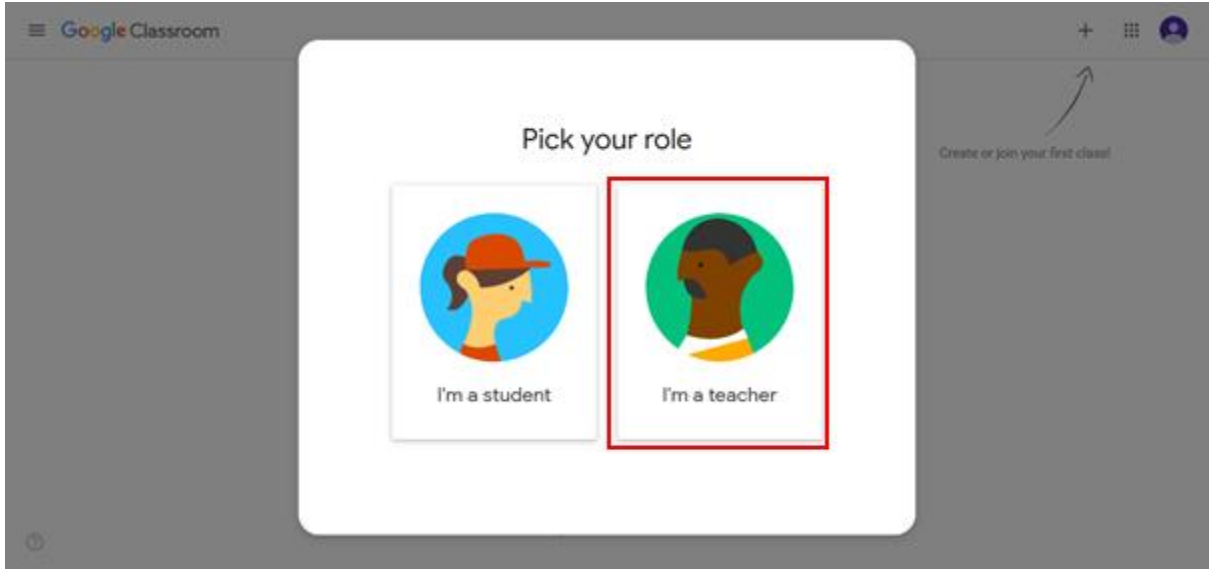 Google Classroom
Pick your role
Create or join your first class!
I'm a student
I'm a teacher